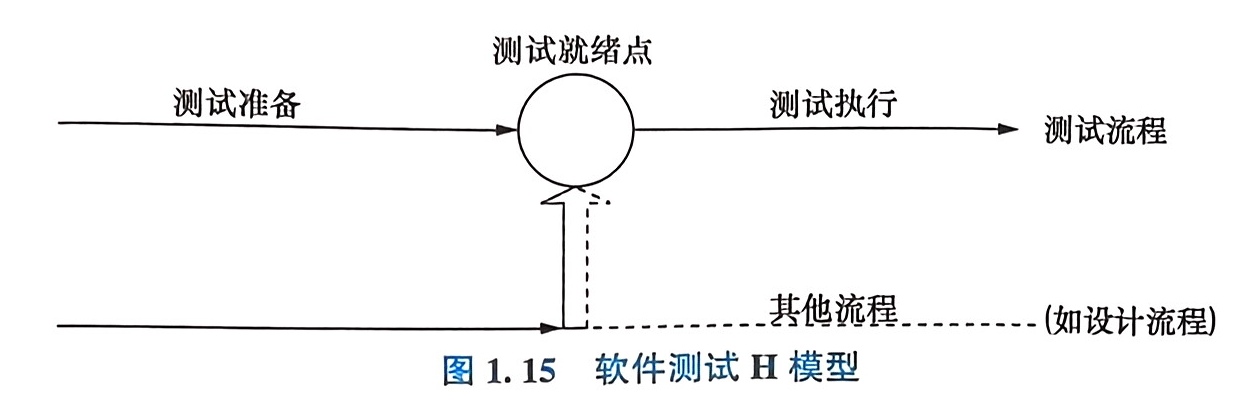 测试就绪点
测试准备
测试执行
测试流程
其他流程
(如设计流程)
图 1.15 软件测试 H 模型